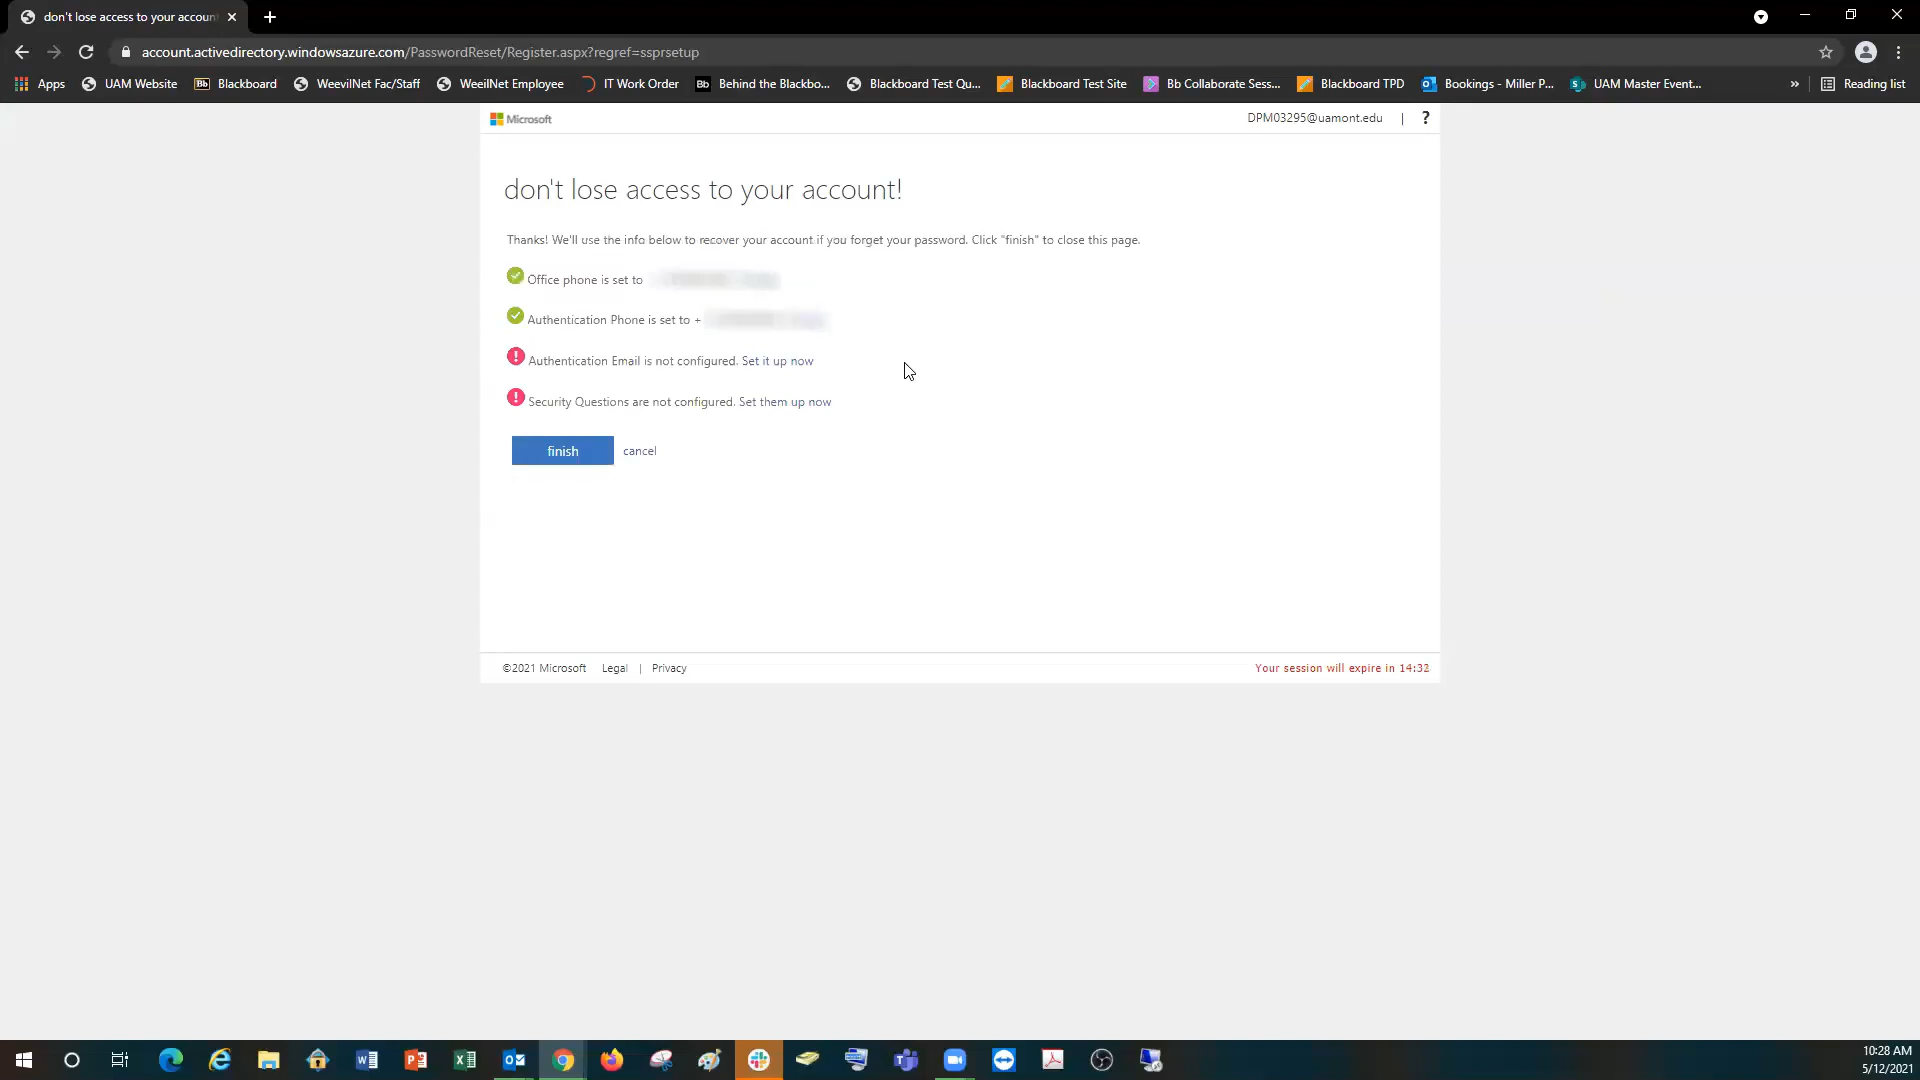 don't lose access to your accoun
account.activedirectory.windowsazure.com/PasswordReset/Register.aspx?regref=ssprsetup
Apps UAM Website Bb Blackboard WeevilNet Fac/Staff WeeilNet Employee IT Work Order Bb Behind the Blackbo... Blackboard Test Qu... Blackboard Test Site Bb Collaborate Sess... Blackboard TPD Bookings - Miller P... UAM Master Event... » Reading list
Microsoft DPM03295@uamont.edu | ?
don't lose access to your account!
Thanks! We'll use the info below to recover your account if you forget your password. Click "finish" to close this page.
Office phone is set to
Authentication Phone is set to +
Authentication Email is not configured. Set it up now
Security Questions are not configured. Set them up now
finish cancel
©2021 Microsoft Legal | Privacy Your session will expire in 14:32
10:28 AM
5/12/2021